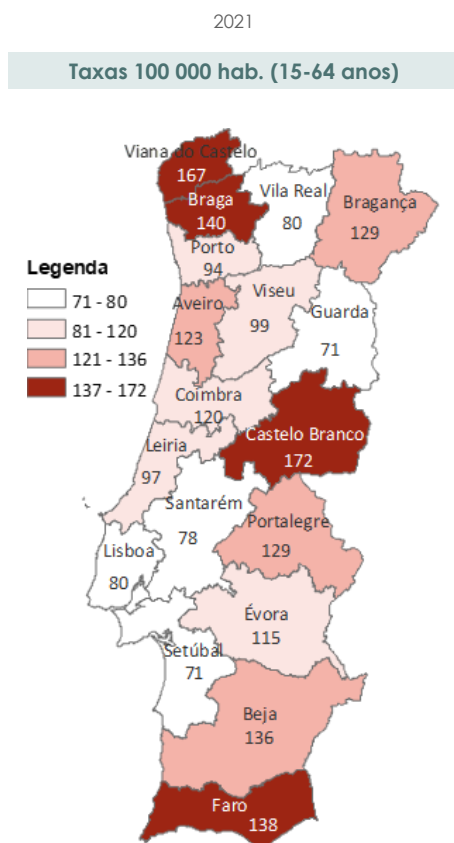 2021
Taxas 100 000 hab. (15-64 anos)
Viana do Castelo
167
Braga
140
Vila Real
80
Bragança
129
Porto
94
Legenda
71 - 80
81 - 120
121 - 136
137 - 172
Aveiro
123
Viseu
99
Guarda
71
Coimbra
120
Castelo Branco
172
Leiria
97
Santarém
78
Portalegre
129
Lisboa
80
Évora
115
Setúbal
71
Beja
136
Faro
138